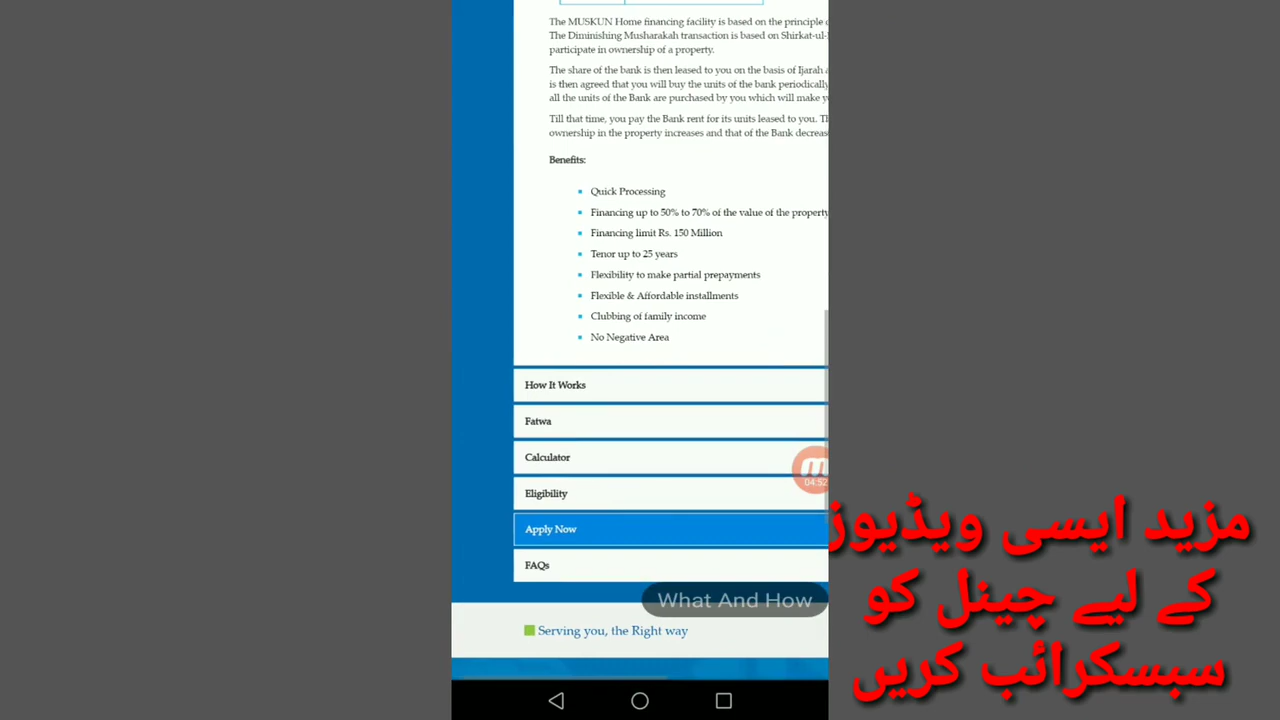 The MUSKUN Home financing facility is based on the principle
The Diminishing Musharakah transaction is based on Shirkat-ul-
participate in ownership of a property.
The share of the bank is then leased to you on the basis of Ijarah
is then agreed that you will buy the units of the bank periodically
all the units of the Bank are purchased by you which will make
Till that time, you pay the Bank rent for its units leased to you.
ownership in the property increases and that of the Bank
Benefits:
Quick Processing
Financing up to 50% to 70% of the value of the property
Financing limit Rs. 150 Million
Tenor up to 25 years
Flexibility to make partial prepayments
Flexible & Affordable installments
Clubbing of family income
No Negative Area
How It Works
Fatwa
Calculator
Eligibility
Apply Now
FAQs
04:52
What And How
Serving you, the Right way
مزید ایسی ویڈیوز
کے لیے چینل کو
سبسکرائب کریں